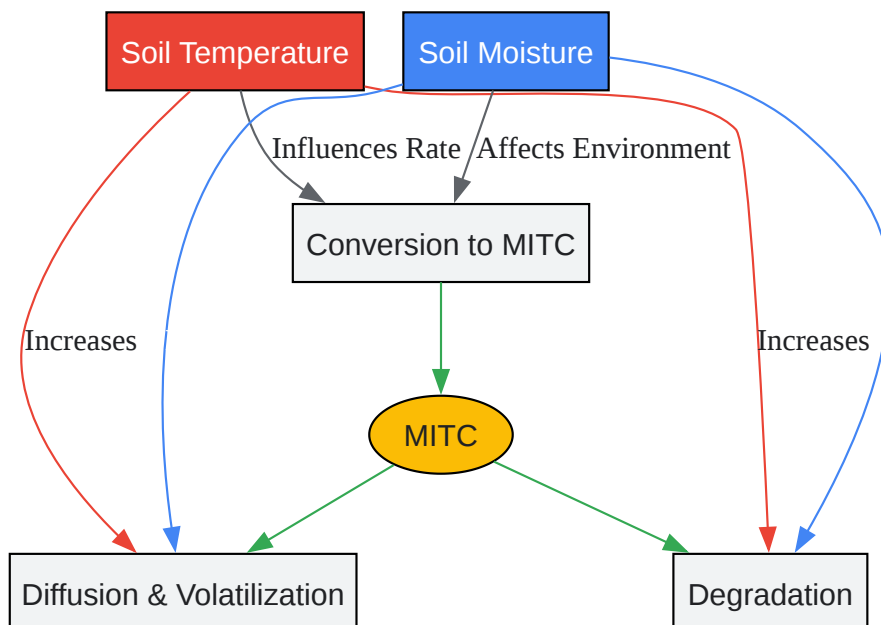 Soil Temperature
Soil Moisture
Influences Rate
Affects Environment
Conversion to MITC
Increases
Increases
MITC
Diffusion & Volatilization
Degradation